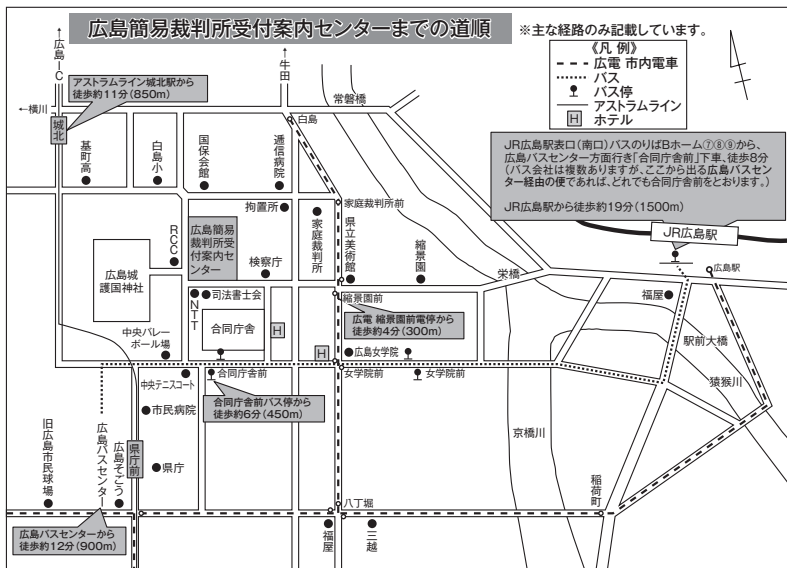 広島簡易裁判所受付案内センターまでの道順
※主な経路のみ記載しています。
《凡 例》
広電 市内電車
バス
バス停
アストラムライン
H ホテル
←広島IC
→牛田
アストラムライン城北駅から
徒歩約11分(850m)
←横川
城北
常磐橋
白島
基町高
白島小
国保会館
逓信病院
JR広島駅表口(南口)バスのりばBホーム⑦⑧⑨から、
広島バスセンター方面行き「合同庁舎前」下車、徒歩8分
(バス会社は複数ありますが、ここから出る広島バスセン
ター経由の便であれば、どれでも合同庁舎前をとおります。)
JR広島駅から徒歩約19分(1500m)
JR広島駅
広島駅
拘置所
家庭裁判所前
家庭裁判所
県立美術館
縮景園
RCC
広島簡易
裁判所受
付案内セ
ンター
検察庁
栄橋
広島城
護国神社
NTT
司法書士会
合同庁舎
H
縮景園前
広電 縮景園前電停から
徒歩約4分(300m)
福屋
駅前大橋
猿猴川
中央バレー
ボール場
H
広島女学院
中央テニスコート
合同庁舎前
女学院前
女学院前
合同庁舎前バス停から
徒歩約6分(450m)
市民病院
京橋川
旧広島市民球場
広島バスセンター
広島そごう
県庁前
県庁
稲荷町
八丁堀
広島バスセンターから
徒歩約12分(900m)
福屋
三越